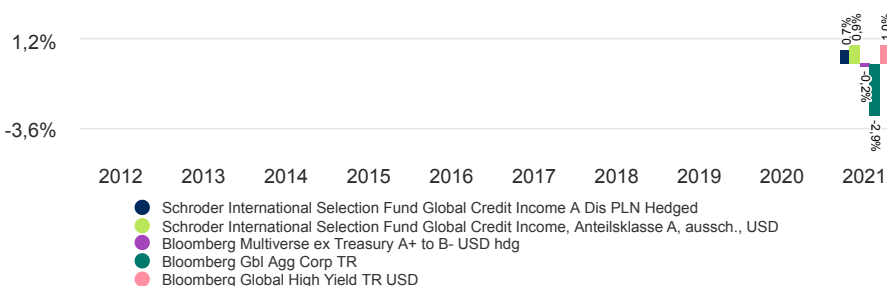 0,7% 0,9% 1,0%
1,2%
-0,2%
-2,9%
-3,6%
2012 2013 2014 2015 2016 2017 2018 2019 2020 2021
Schroder International Selection Fund Global Credit Income A Dis PLN Hedged
Schroder International Selection Fund Global Credit Income, Anteilsklasse A, aussch., USD
Bloomberg Multiverse ex Treasury A+ to B- USD hdg
Bloomberg Gbl Agg Corp TR
Bloomberg Global High Yield TR USD